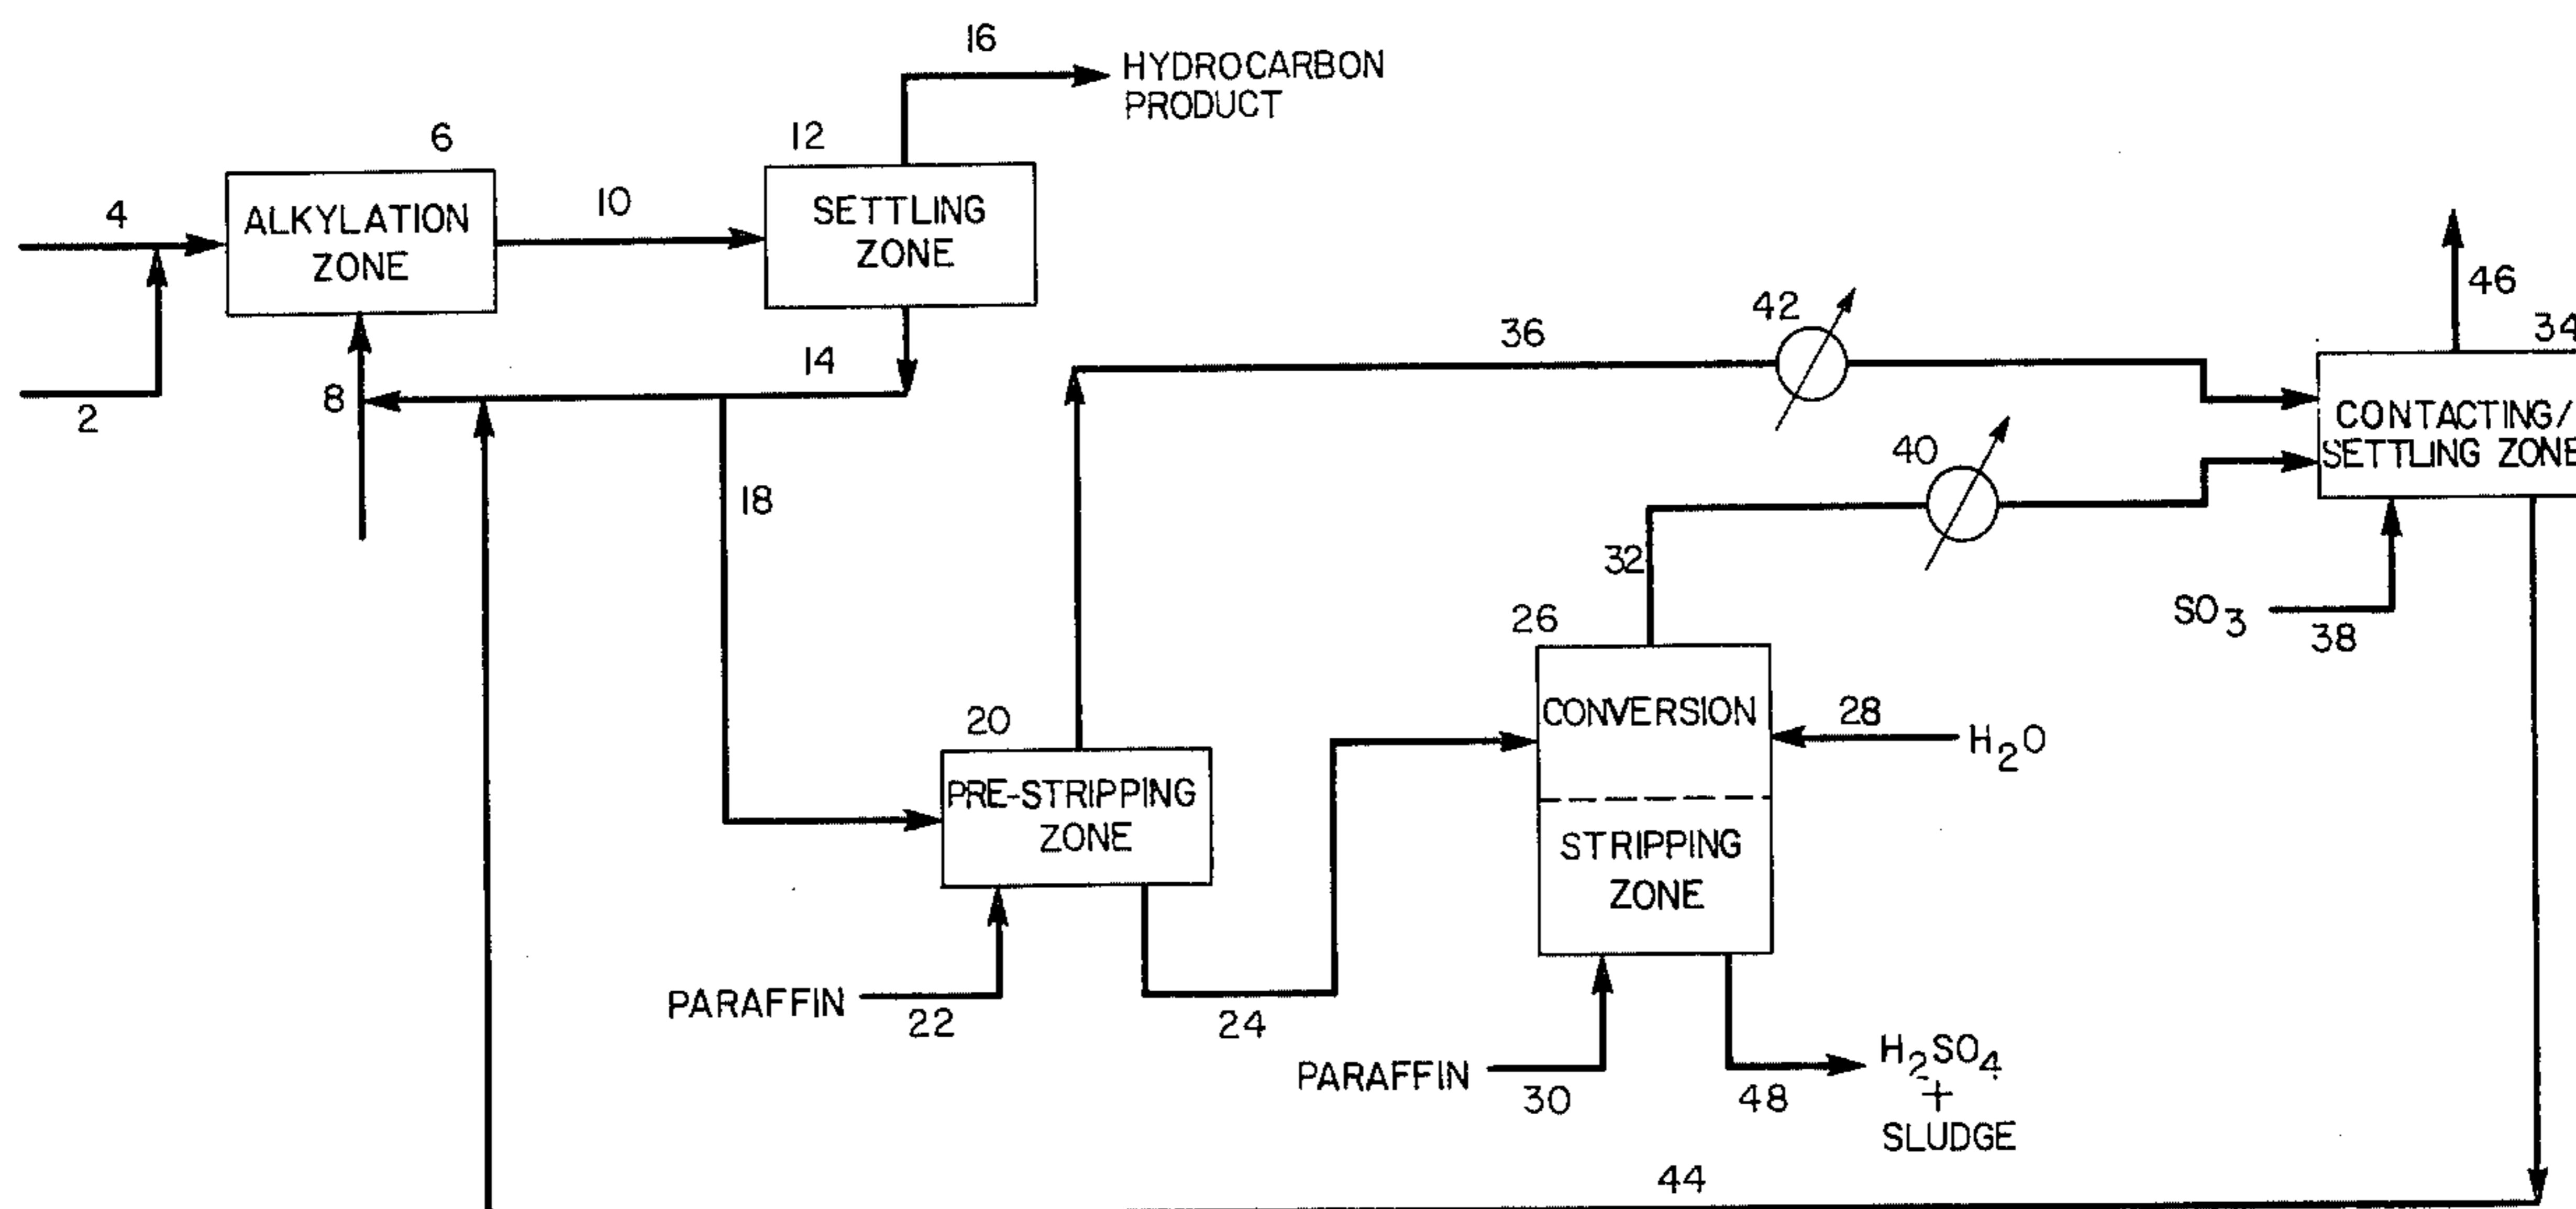 16
HYDROCARBON
PRODUCT
12
6
4
ALKYLATION
ZONE
10
SETTLING
ZONE
46
42
36
34
14
8
2
CONTACTING/
SETTLING ZONE
40
18
32
SO3
38
26
20
CONVERSION
28
H2O
PRE-STRIPPING
ZONE
STRIPPING
ZONE
PARAFFIN
22
24
PARAFFIN
30
48
H2SO4
+
SLUDGE
44